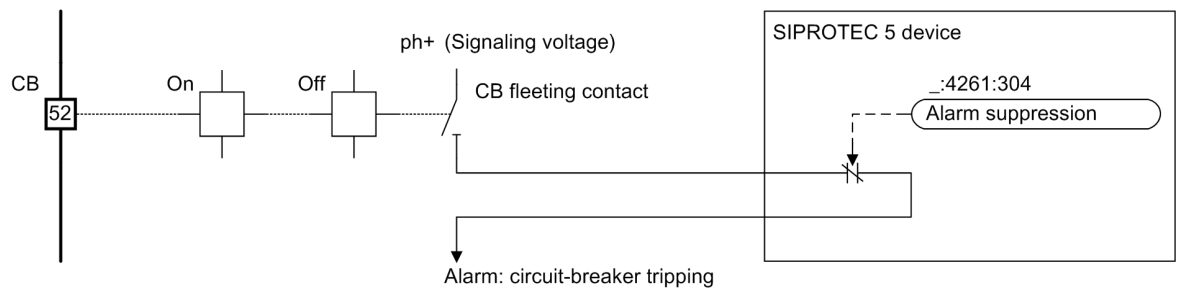 SIPROTEC 5 device
ph+ (Signaling voltage)
CB
On
Off
CB fleeting contact
_:4261:304
52
Alarm suppression
Alarm: circuit-breaker tripping